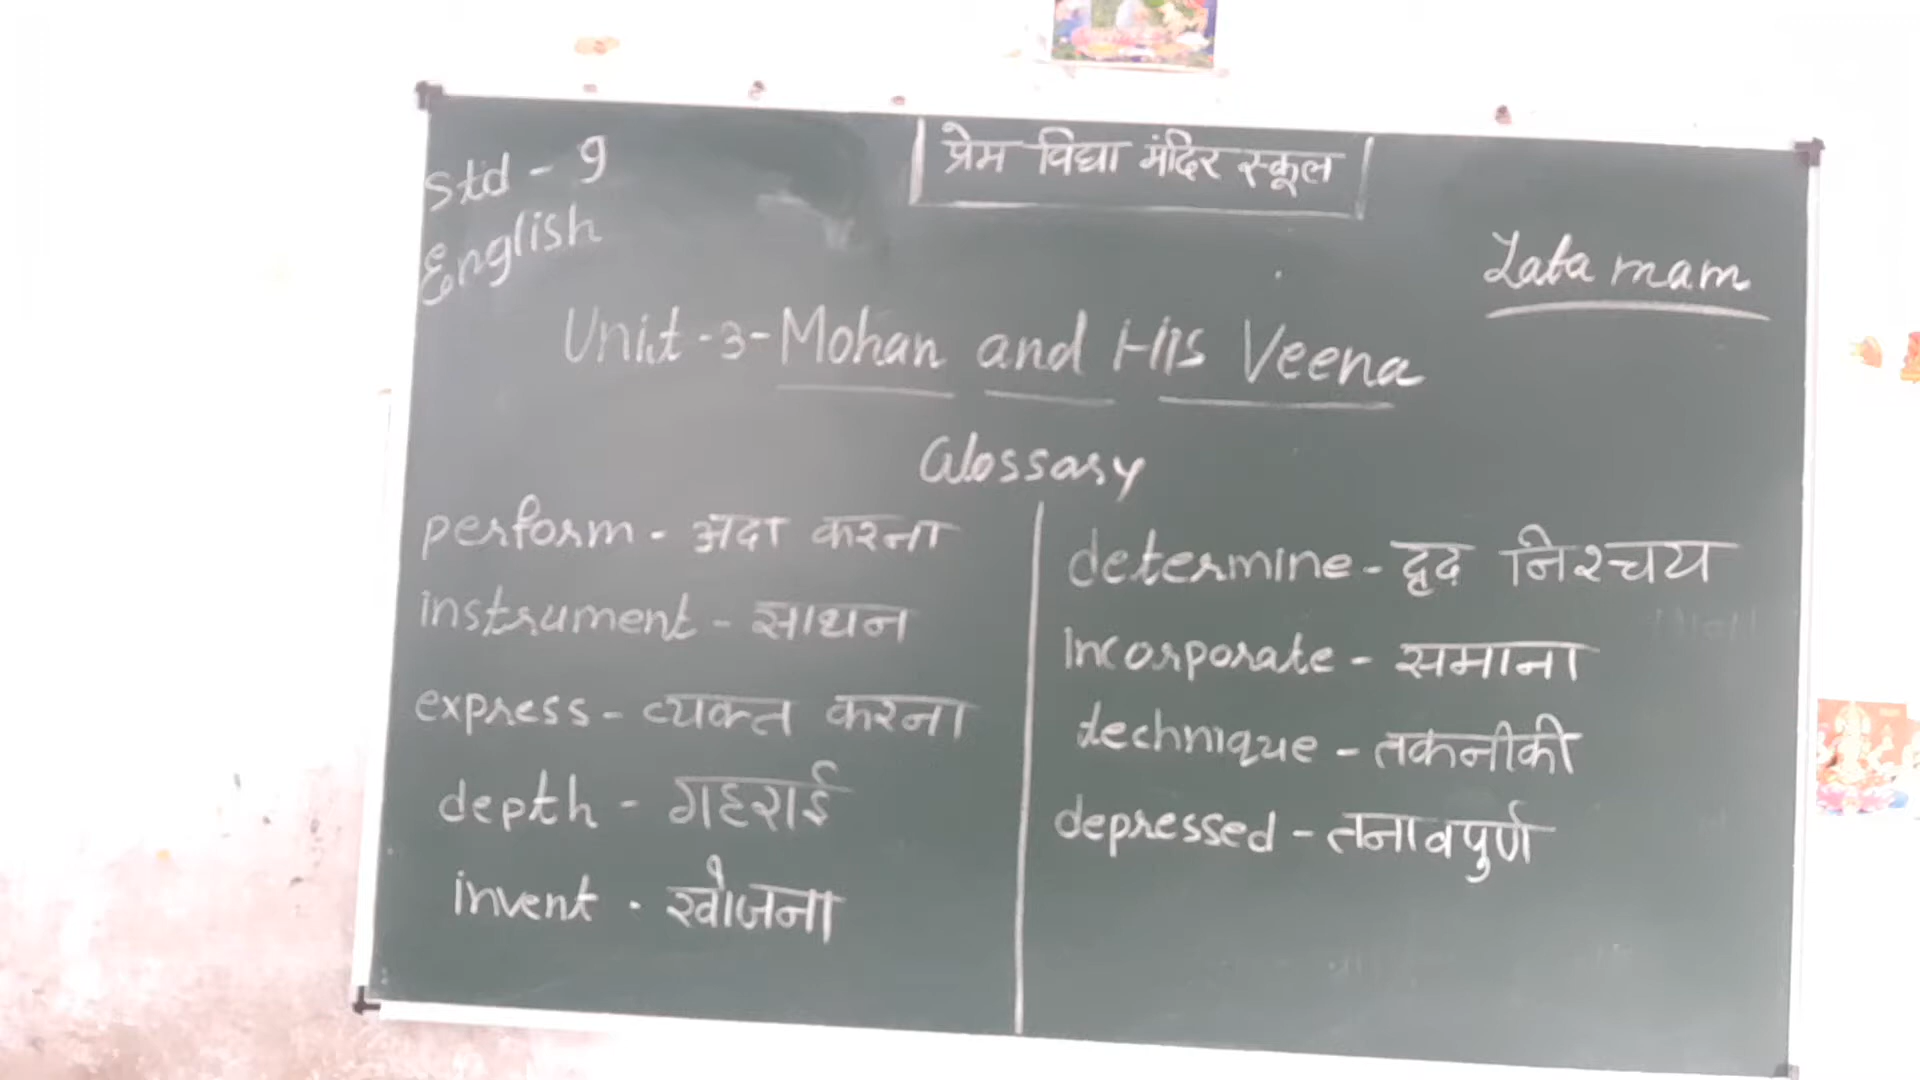 Std - 9
English
प्रेम विद्या मंदिर स्कूल
Lata mam
Unit-3-Mohan and His Veena
Glossary
perform - अदा करना
instrument - साधन
express - व्यक्त करना
depth - गहराई
invent - खोजना
determine - दृढ निश्चय
incorporate - समाना
technique - तकनीकी
depressed - तनावपुर्ण